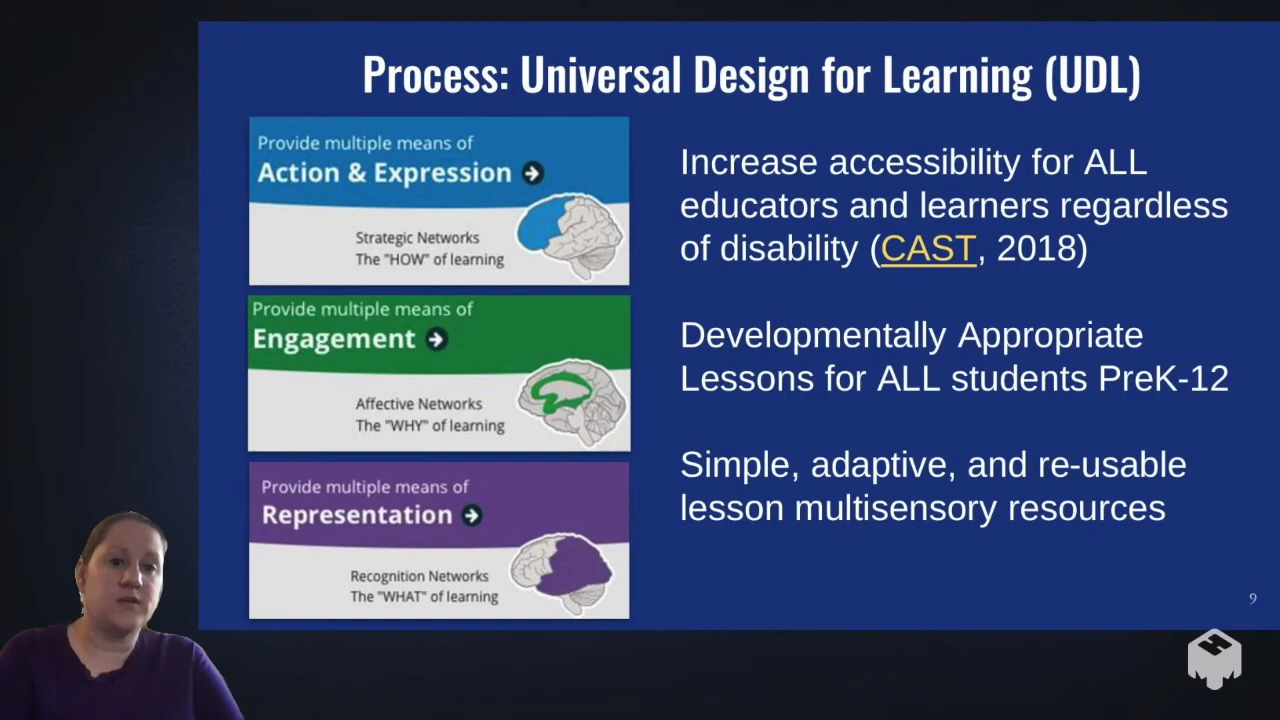 Process: Universal Design for Learning (UDL)
Provide multiple means of
Action & Expression
Strategic Networks
The "HOW" of learning
Provide multiple means of
Engagement
Affective Networks
The "WHY" of learning
Provide multiple means of
Representation
Recognition Networks
The "WHAT" of learning
Increase accessibility for ALL
educators and learners regardless
of disability (CAST, 2018)
Developmentally Appropriate
Lessons for ALL students PreK-12
Simple, adaptive, and re-usable
lesson multisensory resources
9